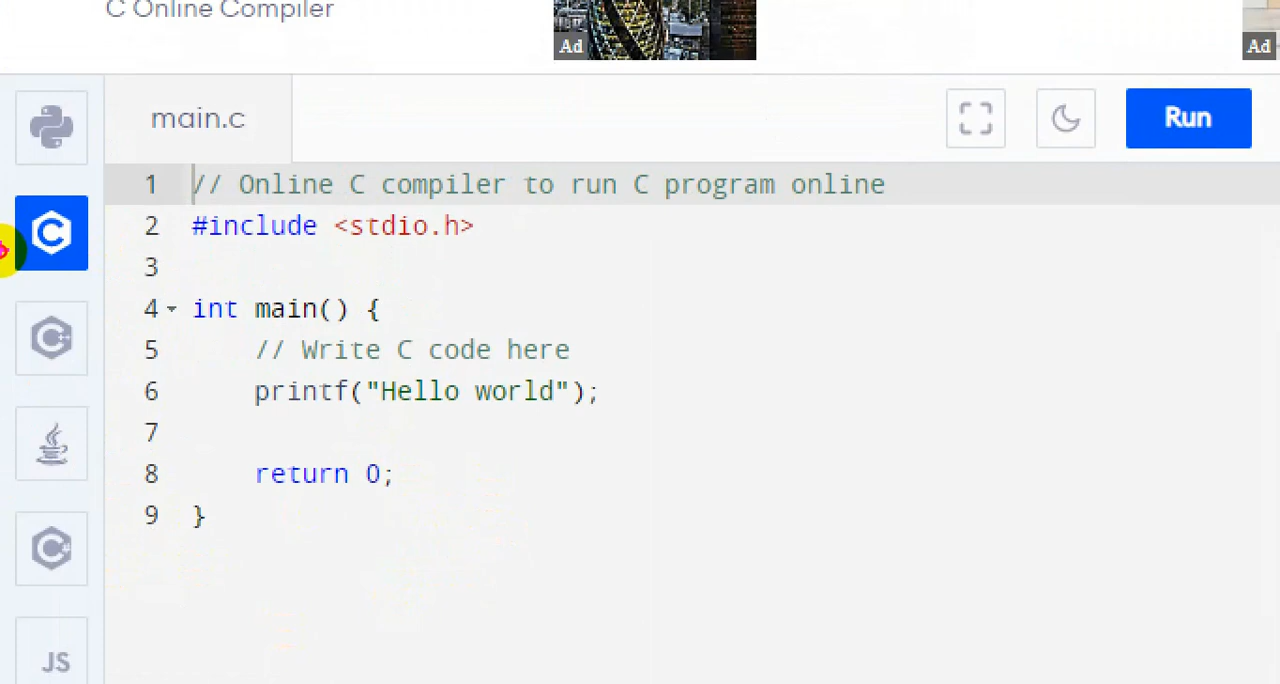 C Online Compiler
Ad
Ad
main.c
Run
1 // Online C compiler to run C program online
2 #include <stdio.h>
3
4 int main() {
5     // Write C code here
6     printf("Hello world");
7
8     return 0;
9 }
C
C++
C#
JS